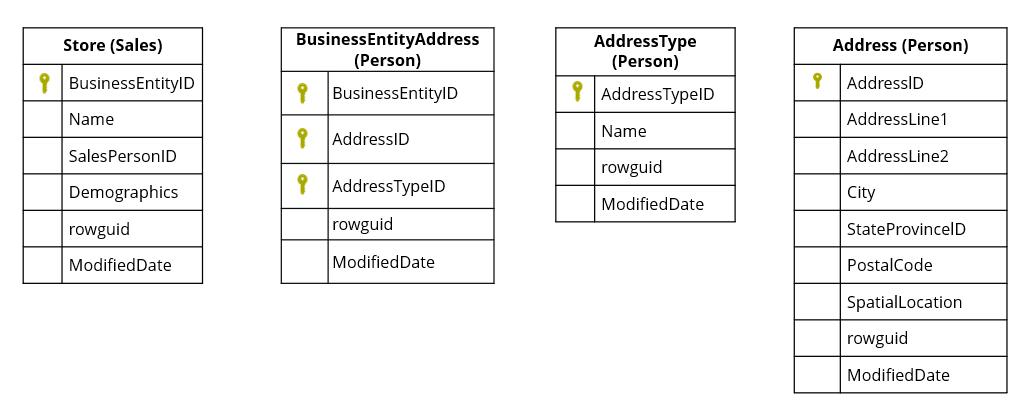 Store (Sales)
BusinessEntityID
Name
SalesPersonID
Demographics
rowguid
ModifiedDate
BusinessEntityAddress
(Person)
BusinessEntityID
AddressID
AddressTypeID
rowguid
ModifiedDate
AddressType
(Person)
AddressTypeID
Name
rowguid
ModifiedDate
Address (Person)
AddressID
AddressLine1
AddressLine2
City
StateProvinceID
PostalCode
SpatialLocation
rowguid
ModifiedDate